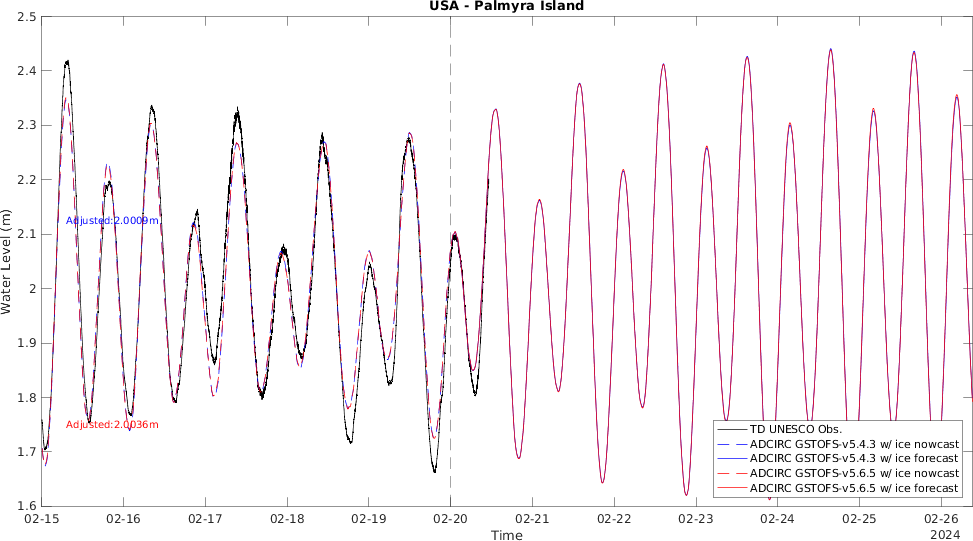 USA - Palmyra Island
2.5
2.4
2.3
2.2
2.1
2
1.9
1.8
1.7
1.6
Water Level (m)
Adjusted:2.0009m
Adjusted:2.0036m
TD UNESCO Obs.
ADCIRC GSTOFS-v5.4.3 w/ ice nowcast
ADCIRC GSTOFS-v5.4.3 w/ ice forecast
ADCIRC GSTOFS-v5.6.5 w/ ice nowcast
ADCIRC GSTOFS-v5.6.5 w/ ice forecast
02-15 02-16 02-17 02-18 02-19 02-20 02-21 02-22 02-23 02-24 02-25 02-26
Time
2024